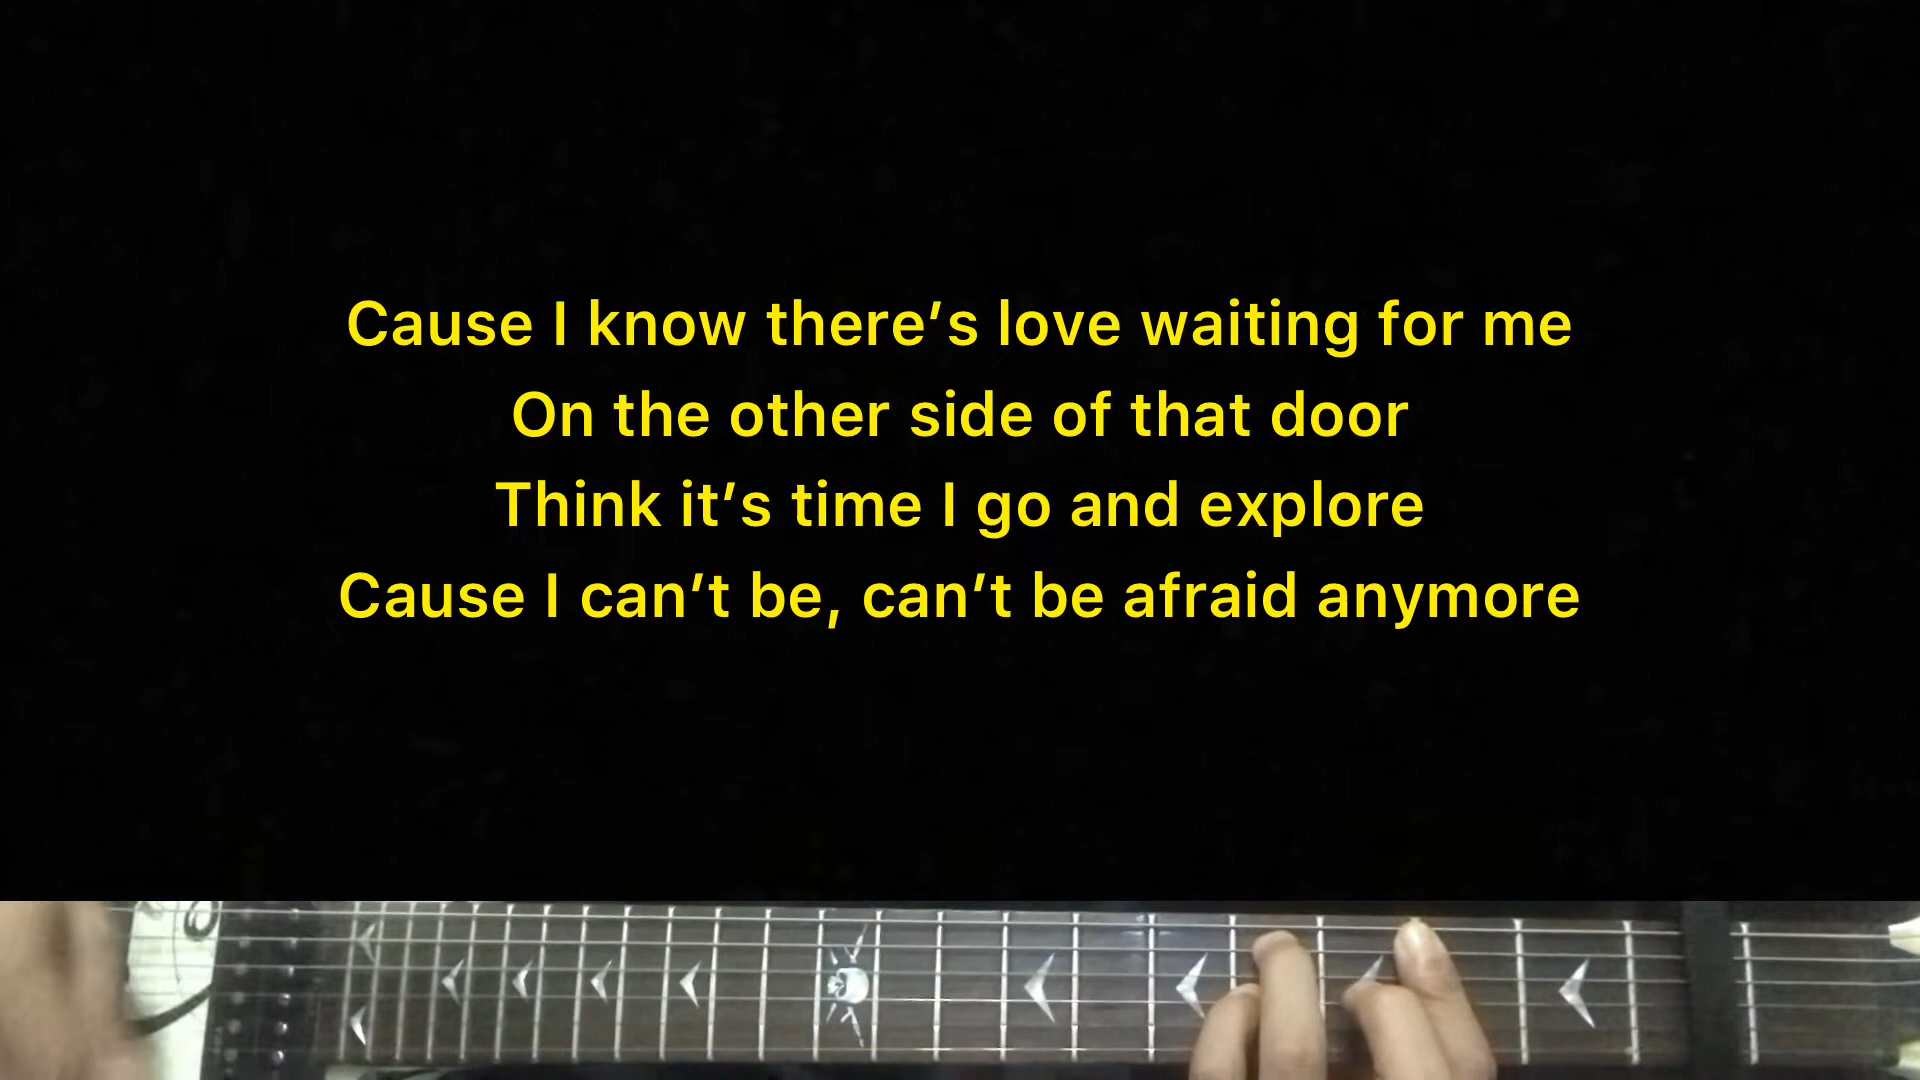 Cause I know there’s love waiting for me
On the other side of that door
Think it’s time I go and explore
Cause I can’t be, can’t be afraid anymore